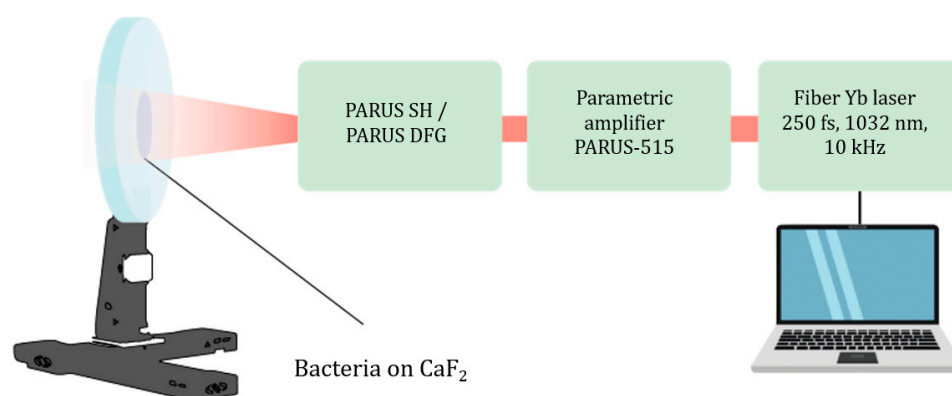 PARUS SH /
PARUS DFG
Parametric
amplifier
PARUS-515
Fiber Yb laser
250 fs, 1032 nm,
10 kHz
Bacteria on CaF₂